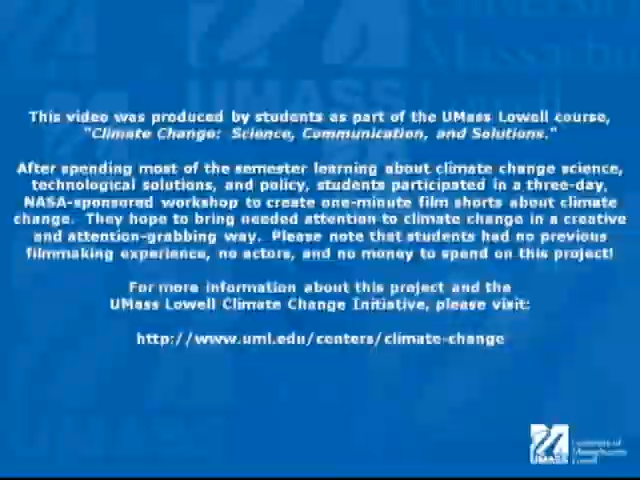 This video was produced by students as part of the UMass Lowell course,
"Climate Change: Science, Communication, and Solutions."
After spending most of the semester learning about climate change science,
technological solutions, and policy, students participated in a three-day,
NASA-sponsored workshop to create one-minute film shorts about climate
change. They hope to bring needed attention to climate change in a creative
and attention-grabbing way. Please note that students had no previous
filmmaking experience, no actors, and no money to spend on this project!
For more information about this project and the
UMass Lowell Climate Change Initiative, please visit:
http://www.uml.edu/centers/climate-change
UMASS
University of
Massachusetts
Lowell